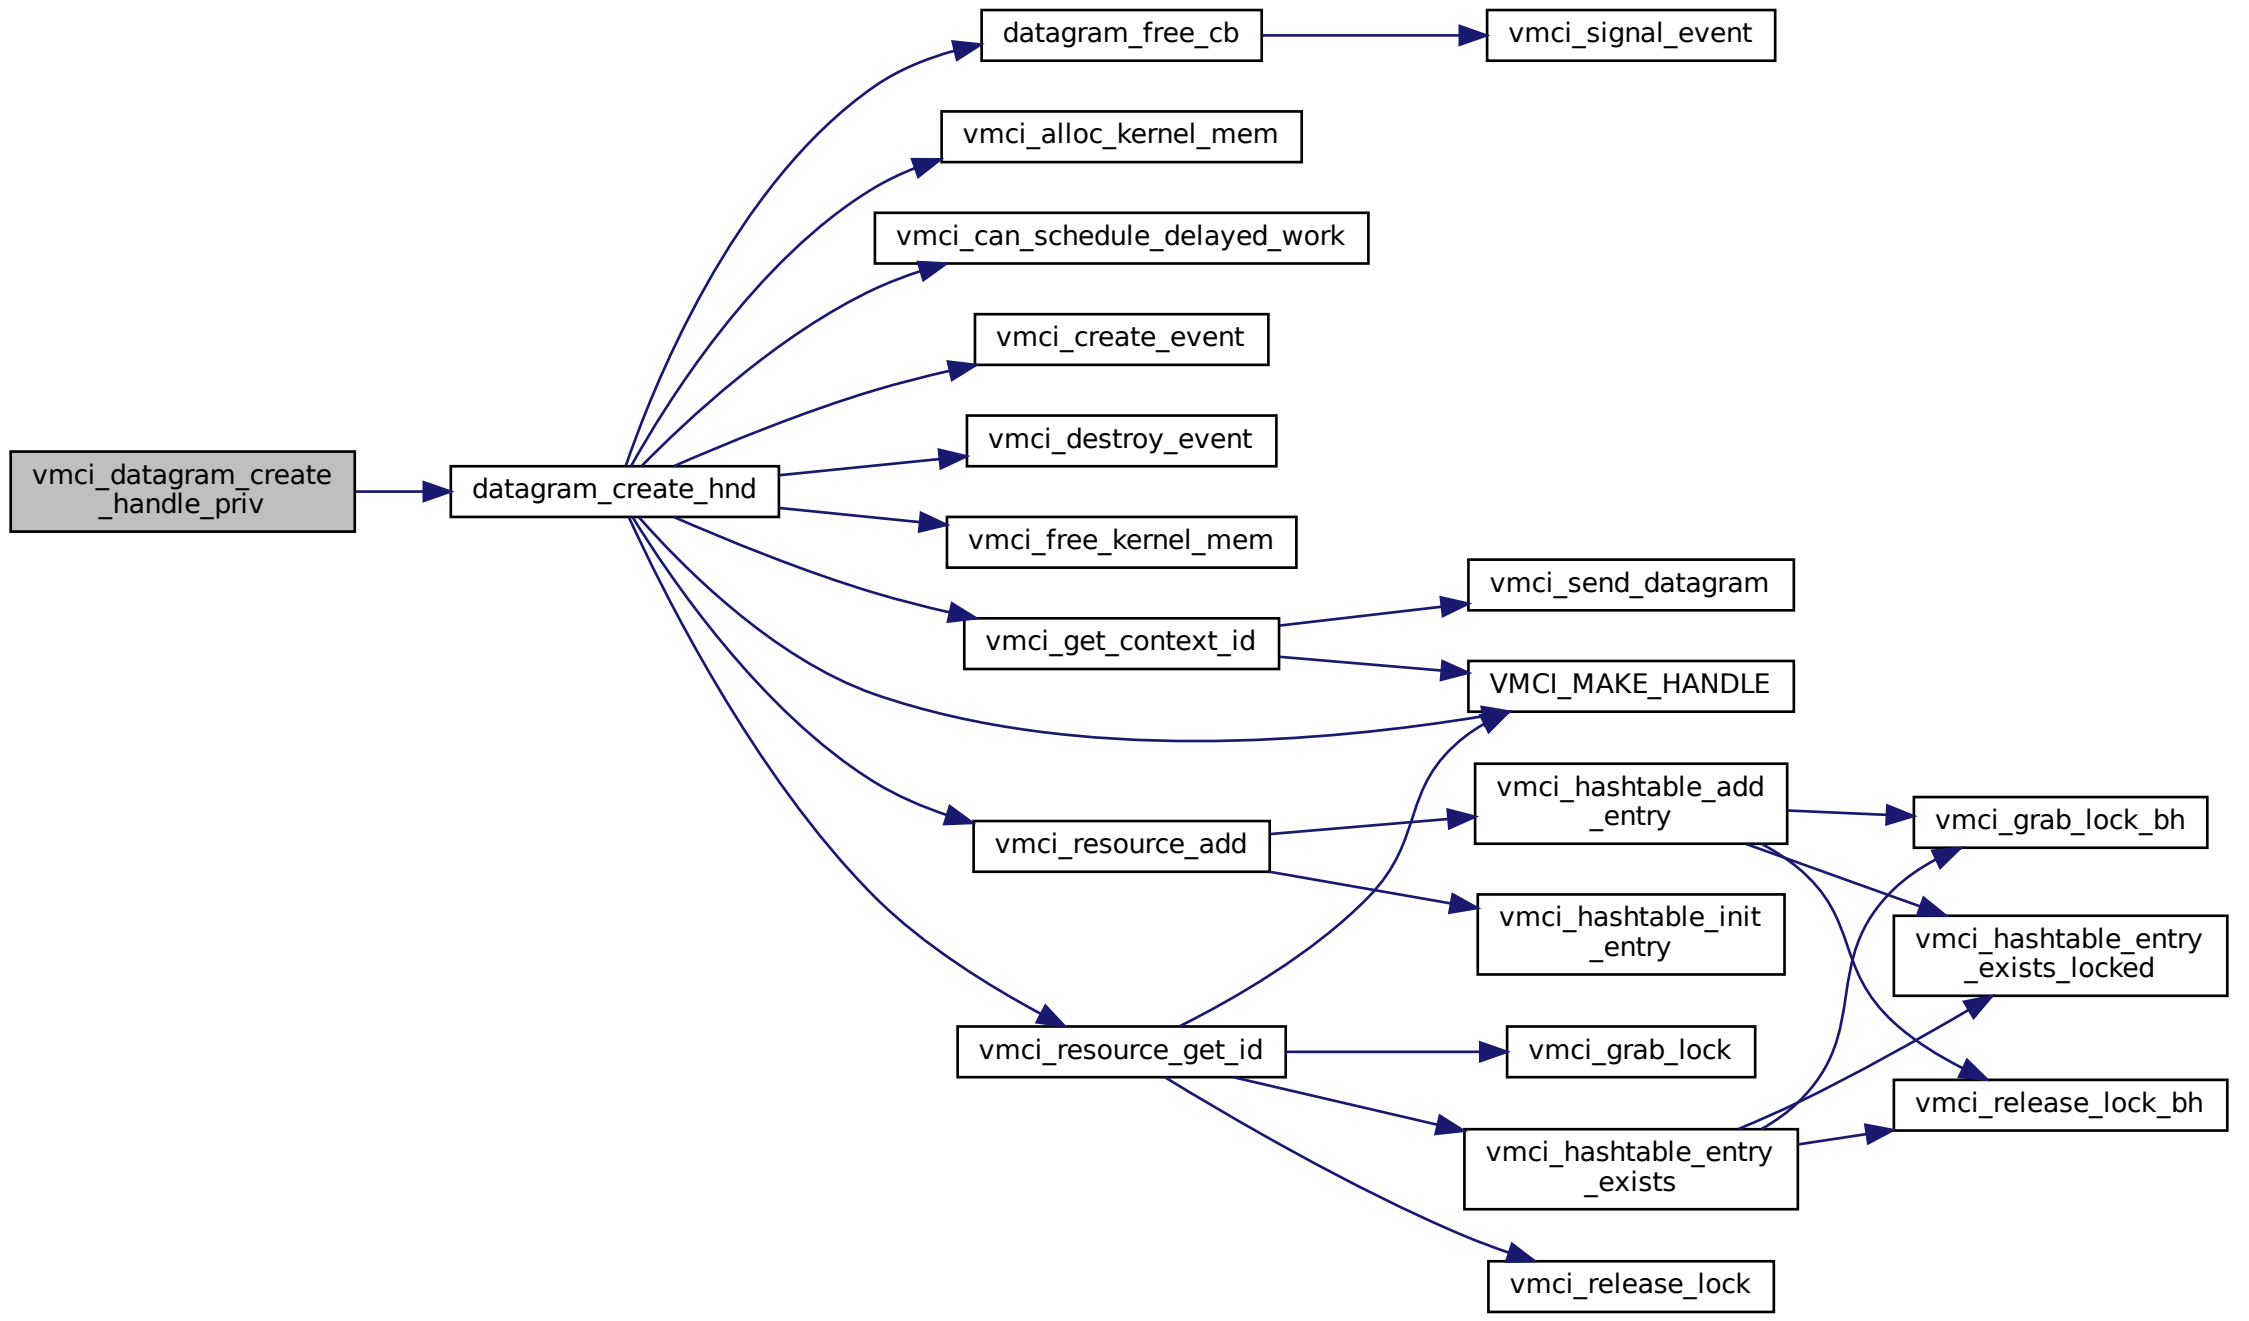 datagram_free_cb
vmci_signal_event
vmci_alloc_kernel_mem
vmci_can_schedule_delayed_work
vmci_create_event
vmci_destroy_event
vmci_datagram_create
_handle_priv
datagram_create_hnd
vmci_free_kernel_mem
vmci_send_datagram
vmci_get_context_id
VMCI_MAKE_HANDLE
vmci_hashtable_add
_entry
vmci_grab_lock_bh
vmci_resource_add
vmci_hashtable_init
_entry
vmci_hashtable_entry
_exists_locked
vmci_resource_get_id
vmci_grab_lock
vmci_release_lock_bh
vmci_hashtable_entry
_exists
vmci_release_lock